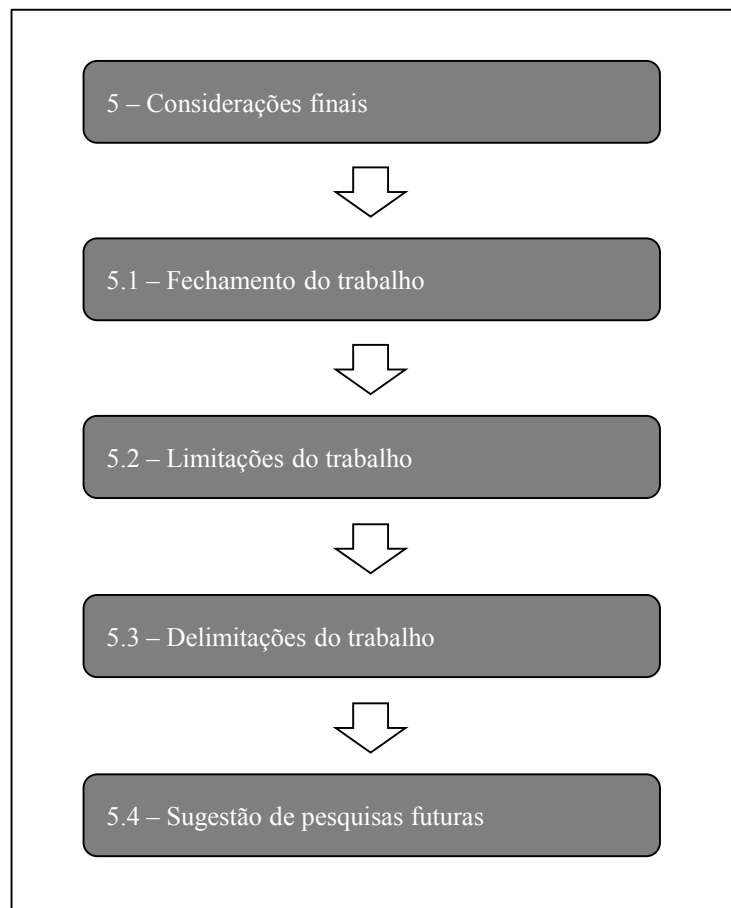 5 – Considerações finais
5.1 – Fechamento do trabalho
5.2 – Limitações do trabalho
5.3 – Delimitações do trabalho
5.4 – Sugestão de pesquisas futuras